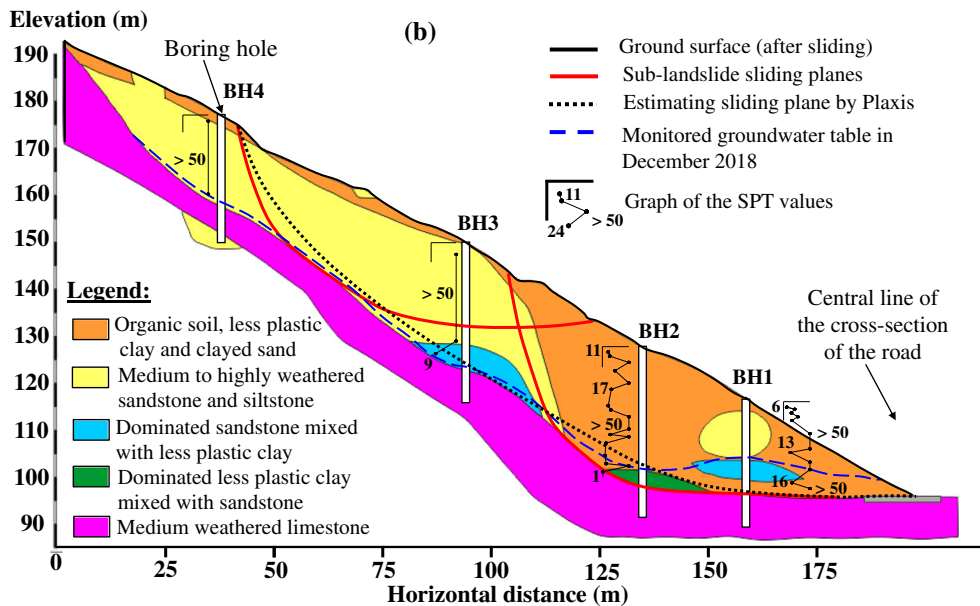 Elevation (m)
(b)
190
180
170
160
150
140
130
120
110
100
90
Boring hole
BH4
> 50
BH3
> 50
9
BH2
11
17
> 50
1
BH1
6
> 50
13
16
> 50
Ground surface (after sliding)
Sub-landslide sliding planes
Estimating sliding plane by Plaxis
Monitored groundwater table in
December 2018
11
> 50
24
Graph of the SPT values
Central line of
the cross-section
of the road
Legend:
Organic soil, less plastic
clay and clayed sand
Medium to highly weathered
sandstone and siltstone
Dominated sandstone mixed
with less plastic clay
Dominated less plastic clay
mixed with sandstone
Medium weathered limestone
0 25 50 75 100 125 150 175
Horizontal distance (m)